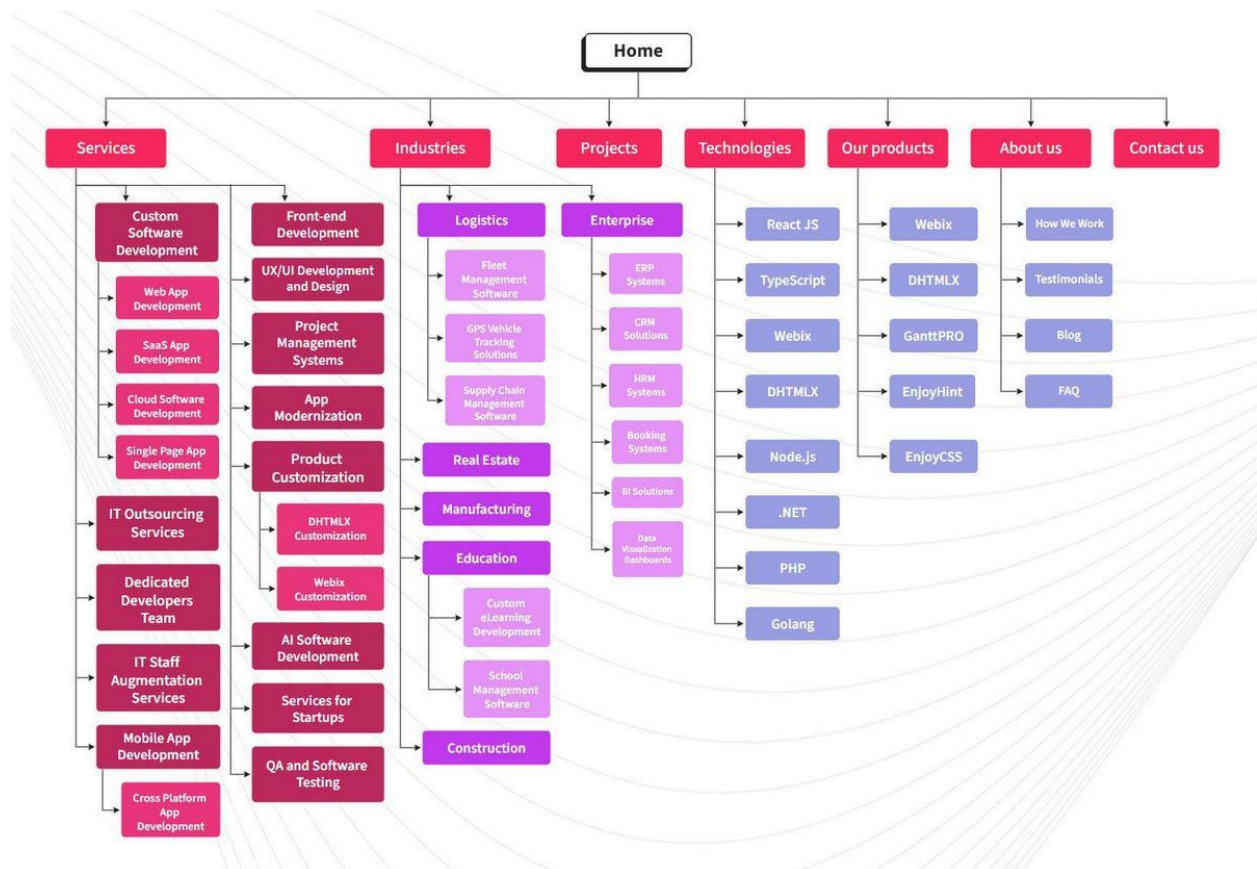 Home
Services
Industries
Projects
Technologies
Our products
About us
Contact us
Custom
Software
Development
Web App
Development
SaaS App
Development
Cloud Software
Development
Single Page App
Development
IT Outsourcing
Services
Dedicated
Developers
Team
IT Staff
Augmentation
Services
Mobile App
Development
Cross Platform
App
Development
Front-end
Development
UX/UI Development
and Design
Project
Management
Systems
App
Modernization
Product
Customization
DHTMLX
Customization
Webix
Customization
AI Software
Development
Services for
Startups
QA and Software
Testing
Logistics
Fleet
Management
Software
GPS Vehicle
Tracking
Solutions
Supply Chain
Management
Software
Real Estate
Manufacturing
Education
Custom
eLearning
Development
School
Management
Software
Construction
Enterprise
ERP
Systems
CRM
Solutions
HRM
Systems
Booking
Systems
BI Solutions
Data
Visualization
Dashboards
React JS
TypeScript
Webix
DHTMLX
Node.js
.NET
PHP
Golang
Webix
DHTMLX
GanttPRO
EnjoyHint
EnjoyCSS
How We Work
Testimonials
Blog
FAQ